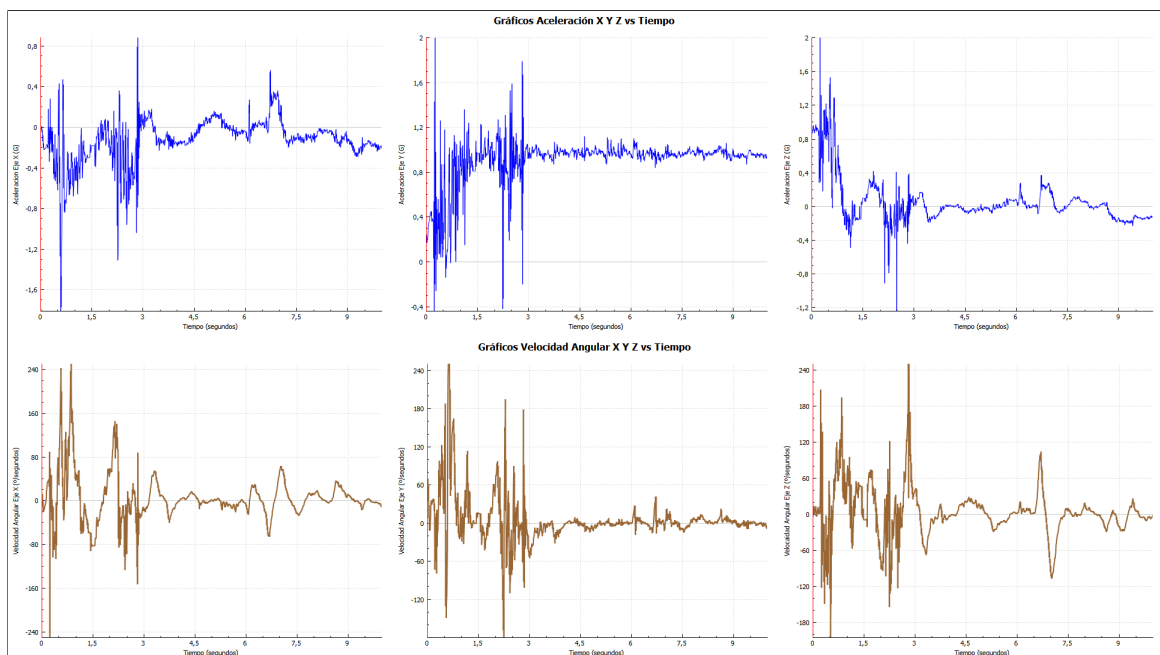 Gráficos Aceleración X Y Z vs Tiempo
Aceleracion Eje X (G)
0,8
0,4
0
-0,4
-0,8
-1,2
-1,6
0 1,5 3 4,5 6 7,5 9
Tiempo (segundos)
Aceleracion Eje Y (G)
2
1,6
1,2
0,8
0,4
0
-0,4
0 1,5 3 4,5 6 7,5 9
Tiempo (segundos)
Aceleracion Eje Z (G)
2
1,6
1,2
0,8
0,4
0
-0,4
-0,8
-1,2
0 1,5 3 4,5 6 7,5 9
Tiempo (segundos)
Gráficos Velocidad Angular X Y Z vs Tiempo
Velocidad Angular Eje X (º/segundos)
240
160
80
0
-80
-160
-240
0 1,5 3 4,5 6 7,5 9
Tiempo (segundos)
Velocidad Angular Eje Y (º/segundos)
240
180
120
60
0
-60
-120
0 1,5 3 4,5 6 7,5 9
Tiempo (segundos)
Velocidad Angular Eje Z (º/segundos)
240
180
120
60
0
-60
-120
-180
0 1,5 3 4,5 6 7,5 9
Tiempo (segundos)